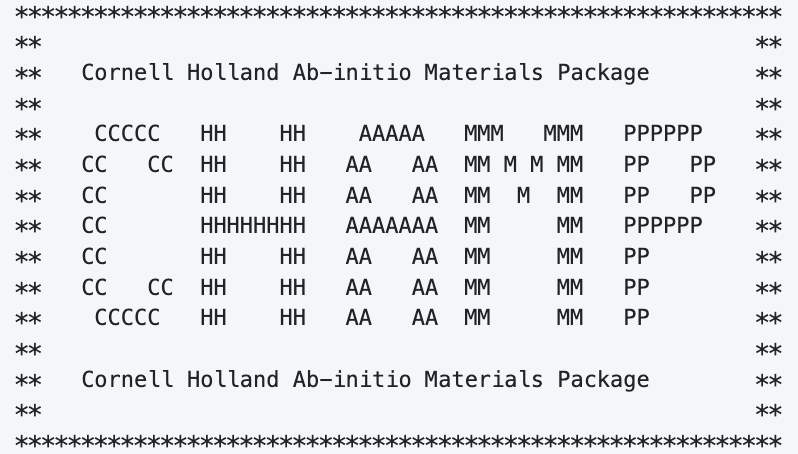 **********************************************************
**                                                      **
**   Cornell Holland Ab-initio Materials Package        **
**                                                      **
**    CCCCC   HH    HH    AAAAA   MMM   MMM   PPPPPP    **
**   CC   CC  HH    HH   AA   AA  MM M M MM   PP   PP   **
**   CC       HH    HH   AA   AA  MM  M  MM   PP   PP   **
**   CC       HHHHHHHH   AAAAAAA  MM     MM   PPPPPP    **
**   CC       HH    HH   AA   AA  MM     MM   PP        **
**   CC   CC  HH    HH   AA   AA  MM     MM   PP        **
**    CCCCC   HH    HH   AA   AA  MM     MM   PP        **
**                                                      **
**   Cornell Holland Ab-initio Materials Package        **
**                                                      **
**********************************************************